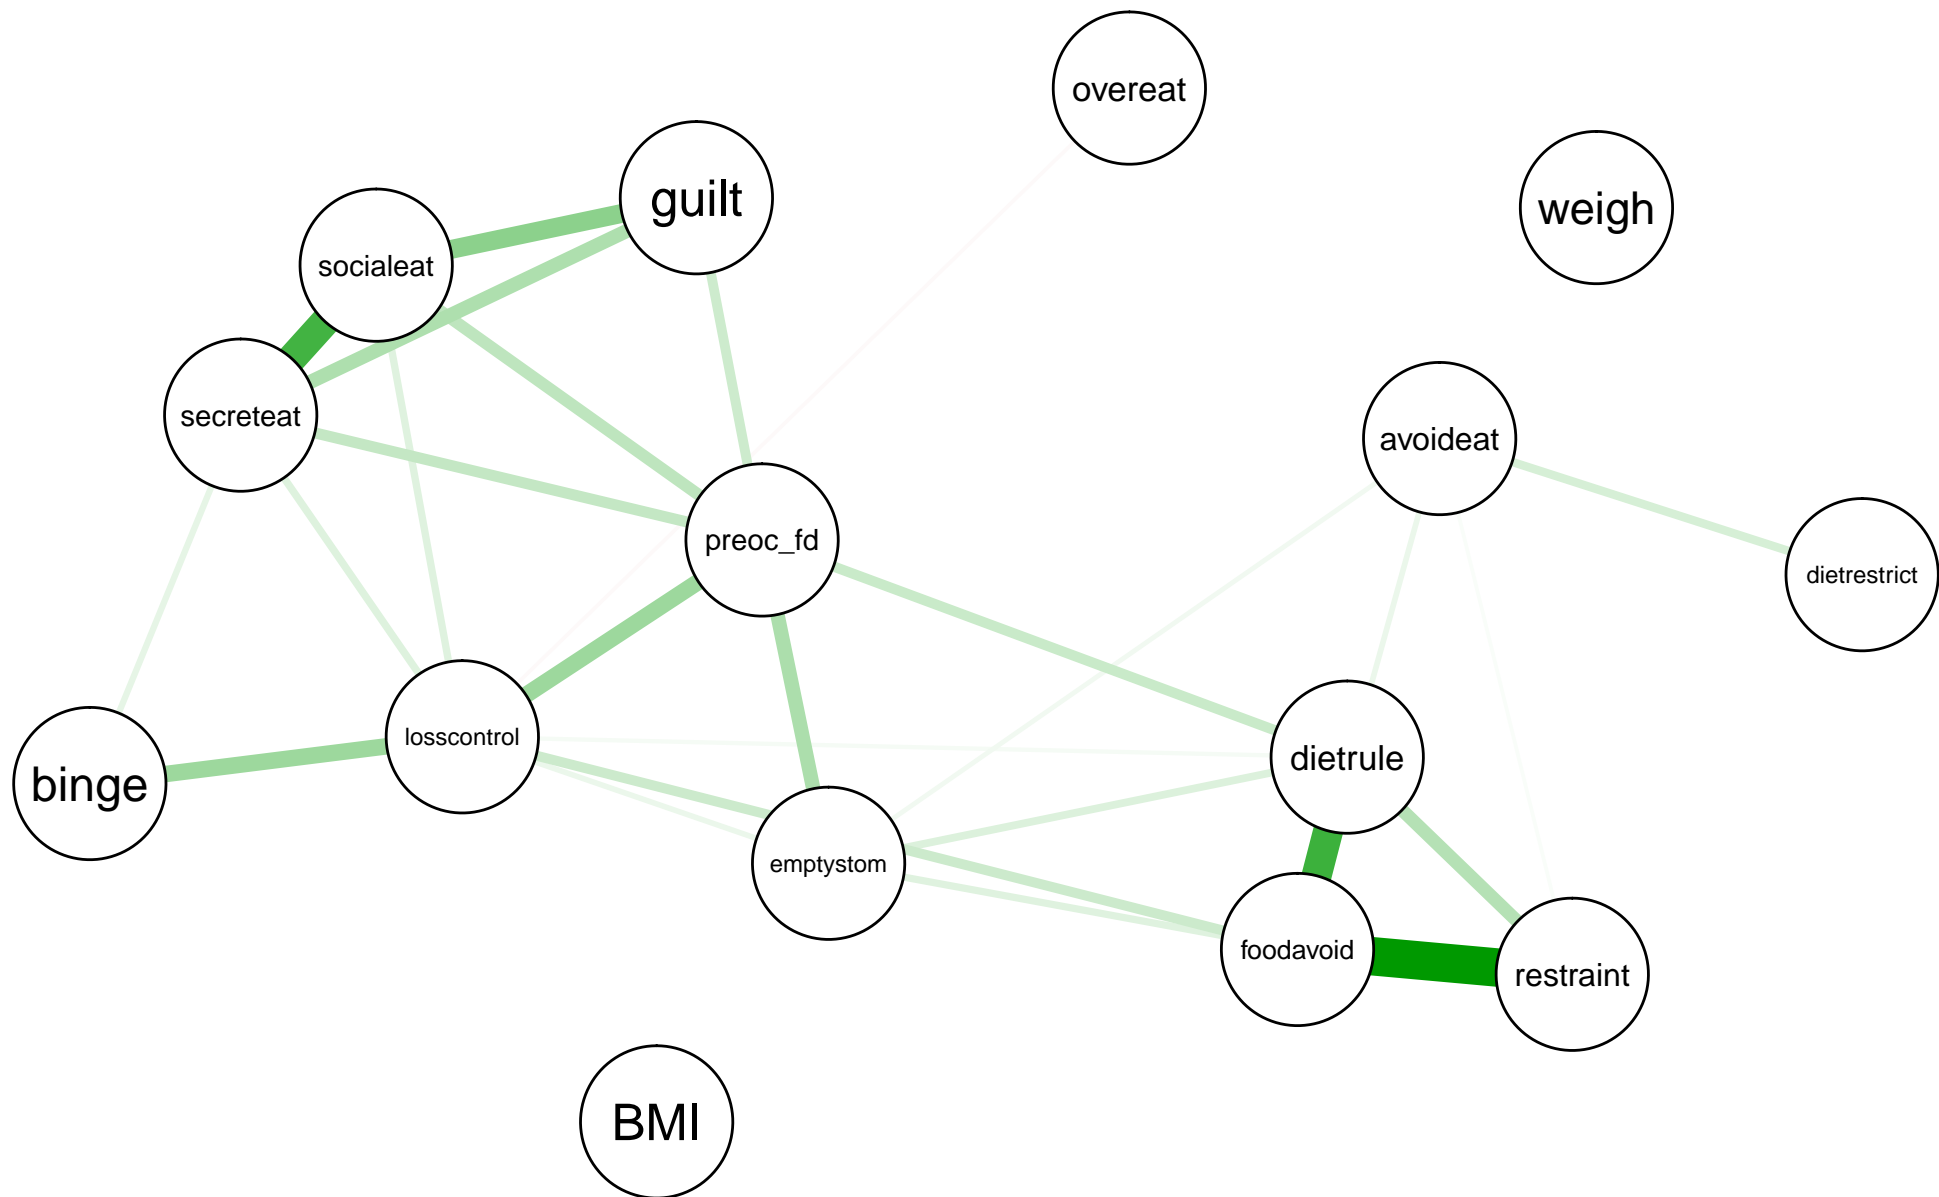 overeat
guilt
weigh
socialeat
secreteat
avoideat
preoc_fd
dietrestrict
losscontrol
dietrule
binge
emptystom
foodavoid
restraint
BMI